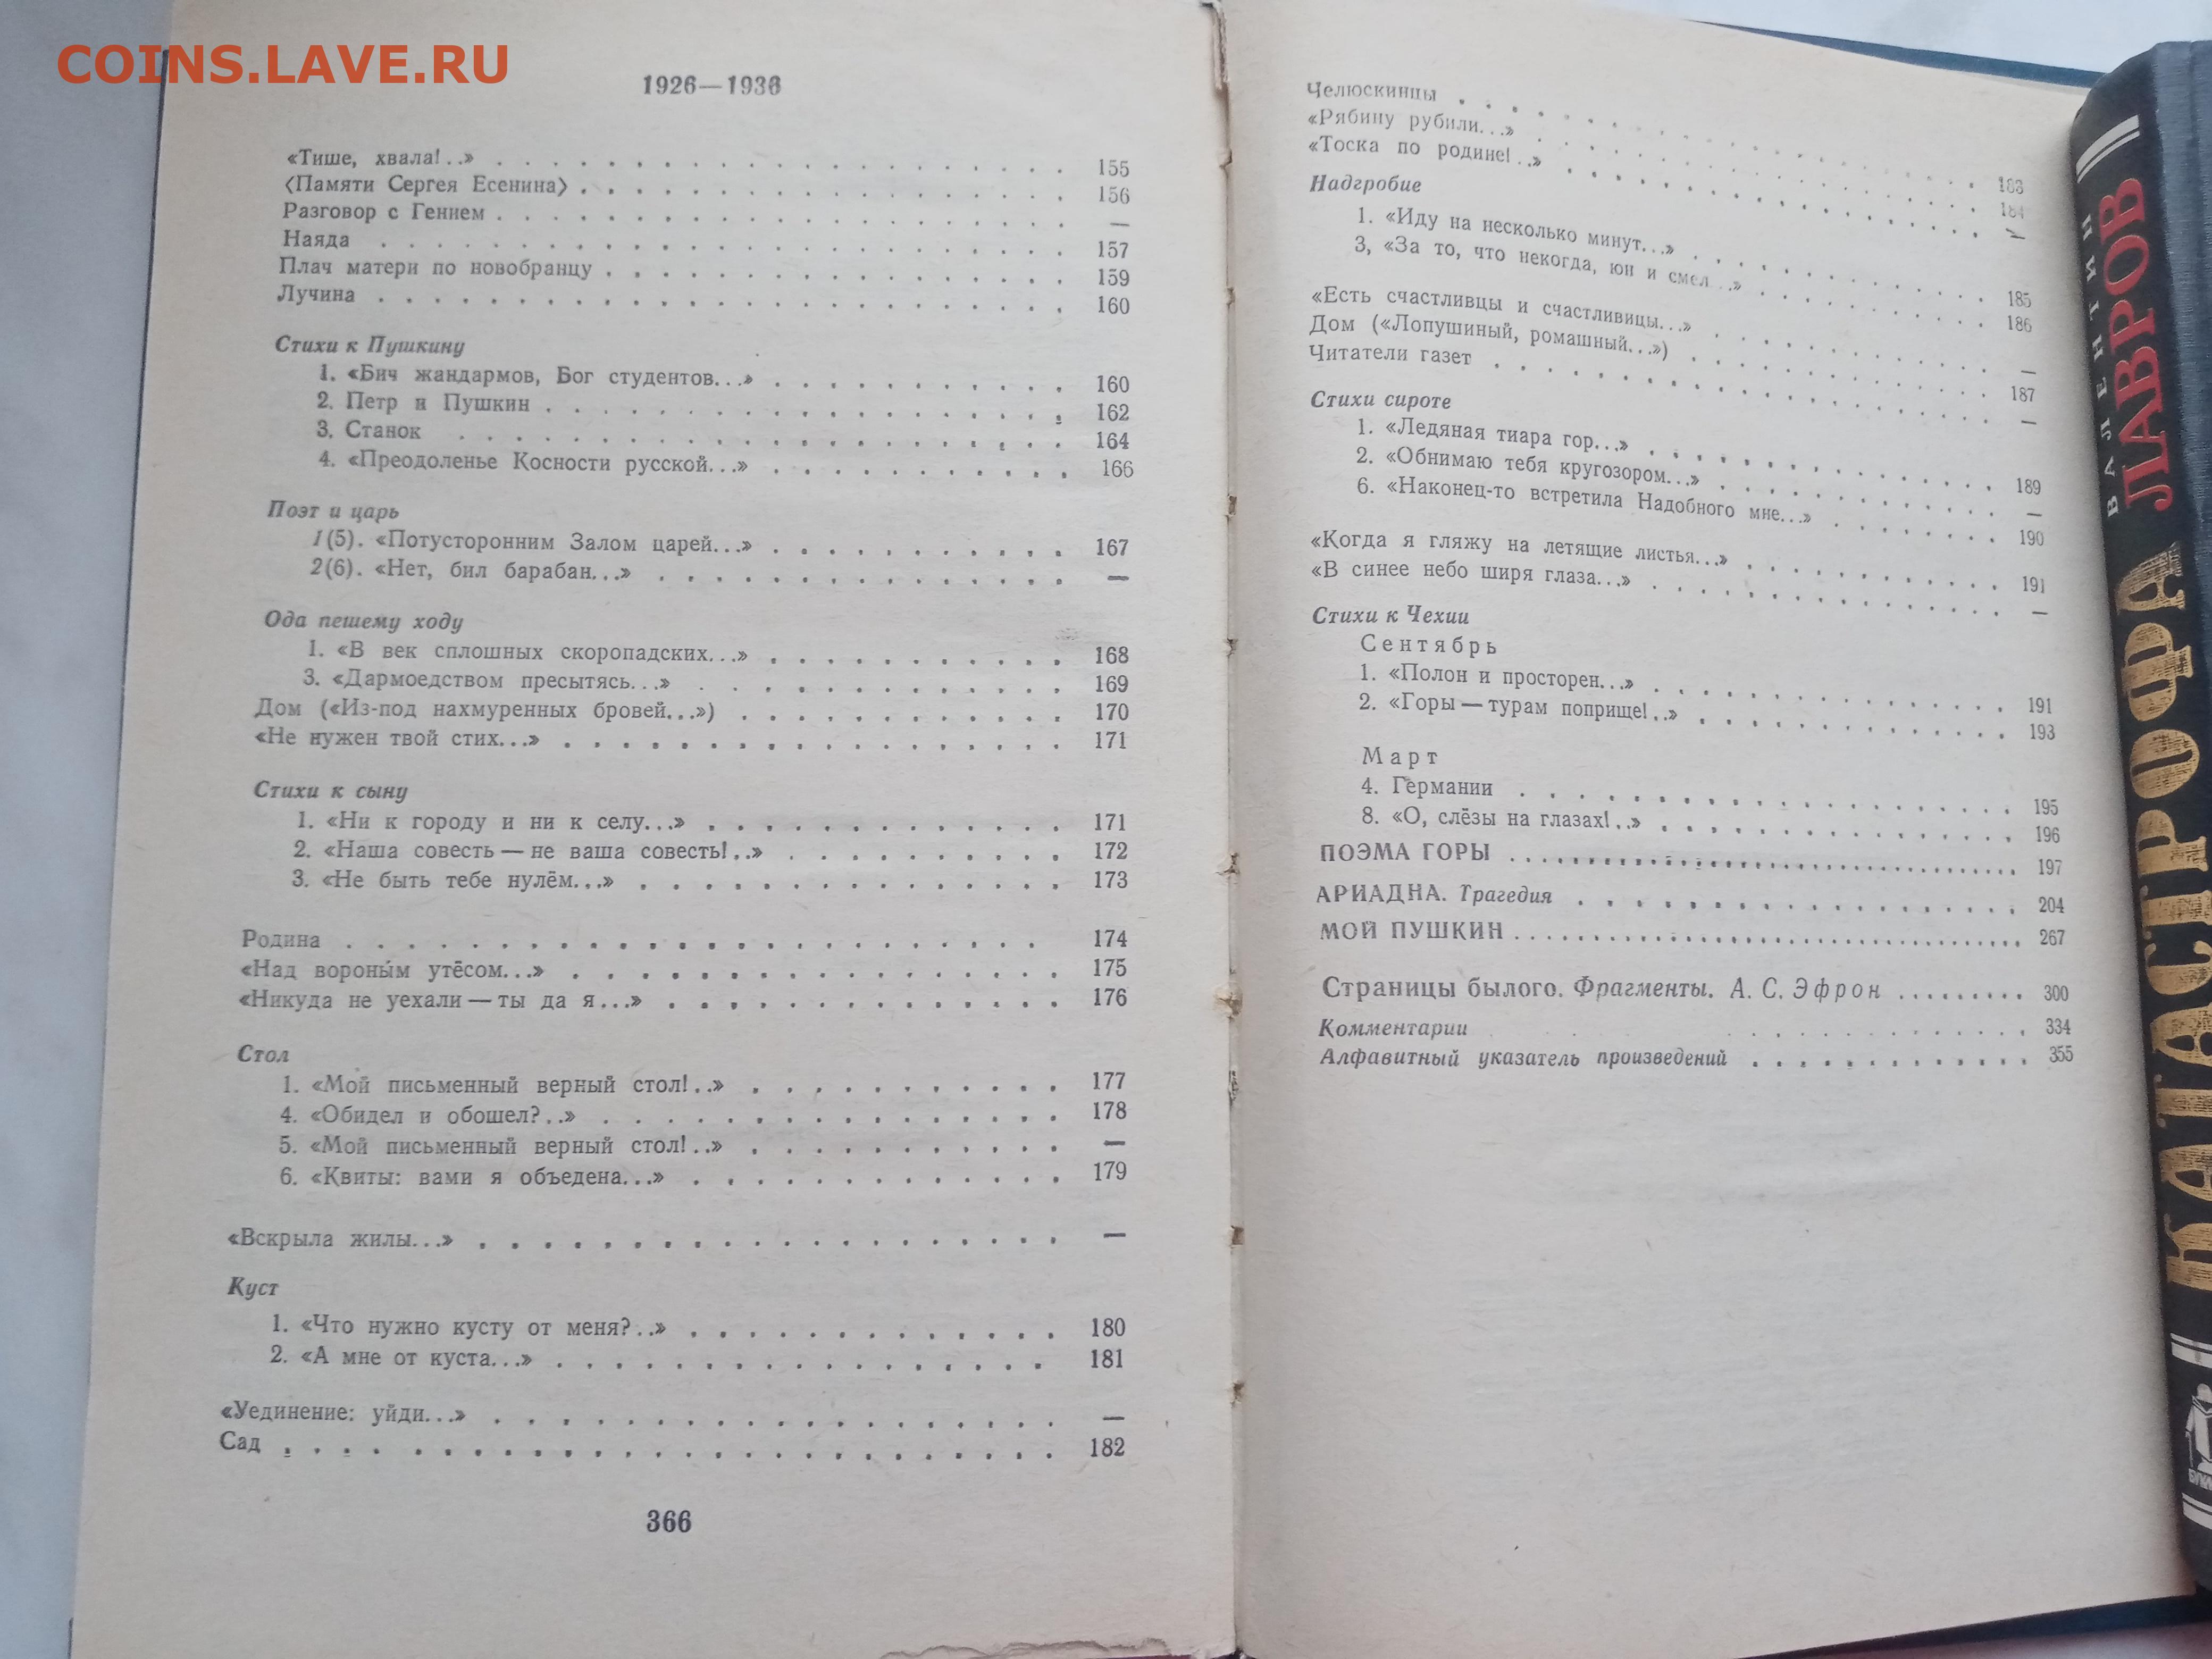 COINS.LAVE.RU
1926—1936
«Тише, хвала!..» 155
〈Памяти Сергея Есенина〉 156
Разговор с Гением —
Наяда 157
Плач матери по новобранцу 159
Лучина 160
Стихи к Пушкину
1. «Бич жандармов, Бог студентов...» 160
2. Петр и Пушкин 162
3. Станок 164
4. «Преодоленье Косности русской...» 166
Поэт и царь
1(5). «Потусторонним Залом царей...» 167
2(6). «Нет, бил барабан...» —
Ода пешему ходу
1. «В век сплошных скоропадских...» 168
3. «Дармоедством пресытясь...» 169
Дом («Из-под нахмуренных бровей...») 170
«Не нужен твой стих...» 171
Стихи к сыну
1. «Ни к городу и ни к селу...» 171
2. «Наша совесть — не ваша совесть!..» 172
3. «Не быть тебе нулём...» 173
Родина 174
«Над вороны́м утёсом...» 175
«Никуда не уехали — ты да я...» 176
Стол
1. «Мой письменный верный стол!..» 177
4. «Обидел и обошел?..» 178
5. «Мой письменный верный стол!..» —
6. «Квиты: вами я объедена...» 179
«Вскрыла жилы...» —
Куст
1. «Что нужно кусту от меня?..» 180
2. «А мне от куста...» 181
«Уединение: уйди...» —
Сад 182
366
Челюскинцы 183
«Рябину рубили...» 184
«Тоска по родине!..» —
Надгробие
1. «Иду на несколько минут...» 185
3, «За то, что некогда, юн и смел...» 186
«Есть счастливцы и счастливицы...» —
Дом («Лопушиный, ромашный...») 187
Читатели газет —
Стихи сироте
1. «Ледяная тиара гор...» 189
2. «Обнимаю тебя кругозором...» —
6. «Наконец-то встретила Надобного мне...» 190
«Когда я гляжу на летящие листья...» 191
«В синее небо ширя глаза...» —
Стихи к Чехии
Сентябрь
1. «Полон и просторен...» 191
2. «Горы — турам поприще!..» 193
Март
4. Германии 195
8. «О, слёзы на глазах!..» 196
ПОЭМА ГОРЫ 197
АРИАДНА. Трагедия 204
МОЙ ПУШКИН 267
Страницы былого. Фрагменты. А. С. Эфрон 300
Комментарии 334
Алфавитный указатель произведений 355
ВАЛЕНТИН
ЛАВРОВ
КАТАСТРОФА